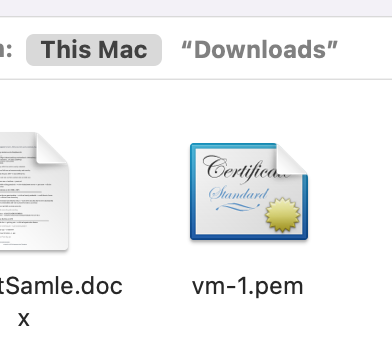 : This Mac “Downloads”
Certificate
Standard
tSamle.doc
x
vm-1.pem